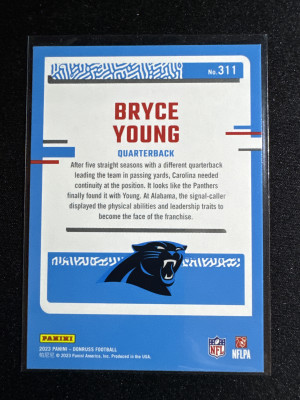 No. 311
BRYCE
YOUNG
QUARTERBACK
After five straight seasons with a different quarterback
leading the team in passing yards, Carolina needed
continuity at the position. It looks like the Panthers
finally found it with Young. At Alabama, the signal-caller
displayed the physical abilities and leadership traits to
become the face of the franchise.
PANINI
2023 PANINI - DONRUSS FOOTBALL
© 2023 Panini America, Inc. Produced in the USA.
NFL
NFLPA